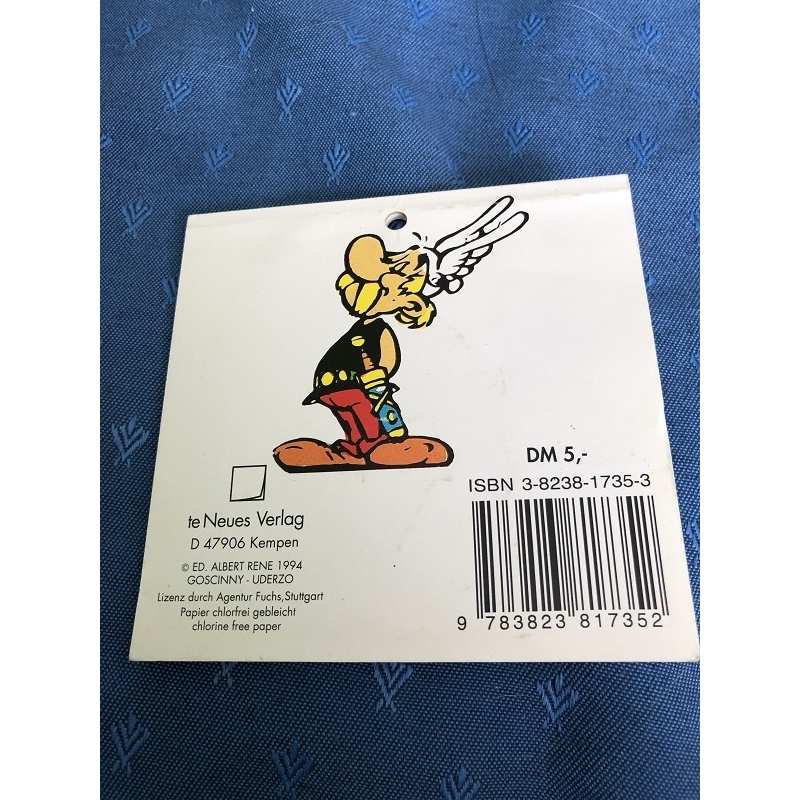 te Neues Verlag
D 47906 Kempen
© ED. ALBERT RENE 1994
GOSCINNY - UDERZO
Lizenz durch Agentur Fuchs,Stuttgart
Papier chlorfrei gebleicht
chlorine free paper
DM 5,-
ISBN 3-8238-1735-3
9 783823 817352